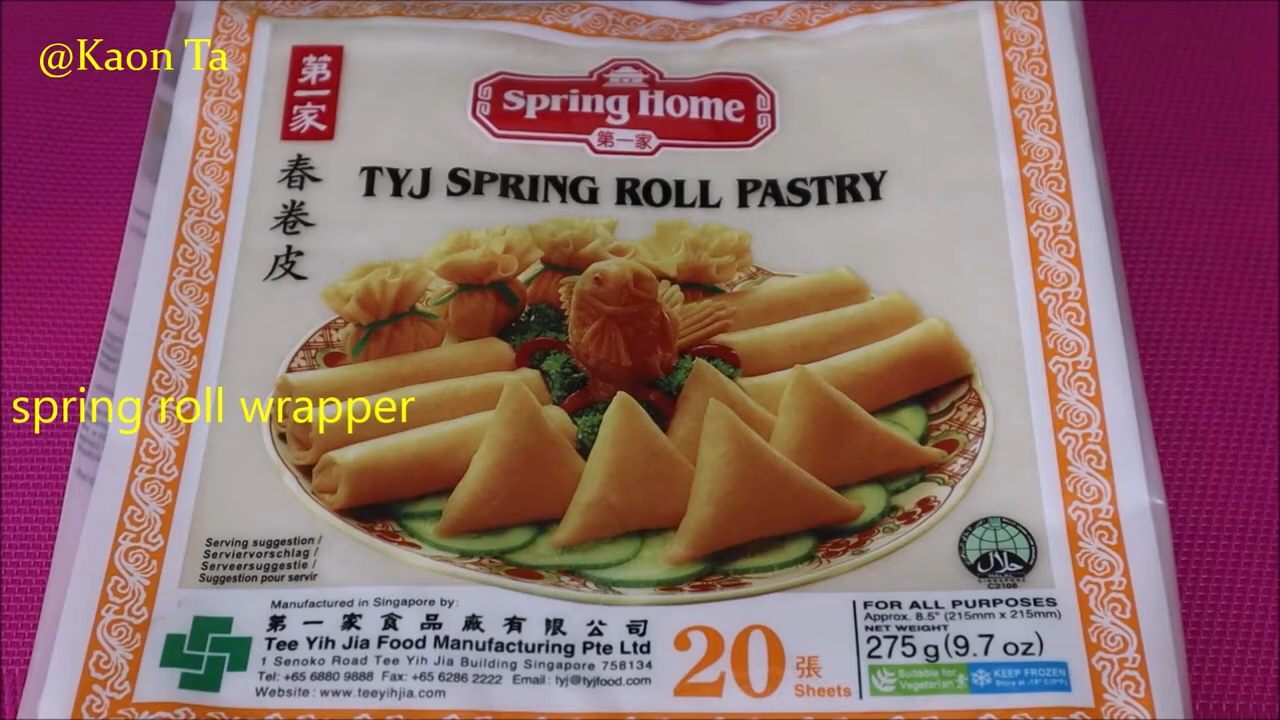 @Kaon Ta
第一家
Spring Home
第一家
春卷皮
TYJ SPRING ROLL PASTRY
spring roll wrapper
Serving suggestion /
Serviervorschlag /
Serveersuggestie /
Suggestion pour servir
حلال
SINGAPORE
C2106
Manufactured in Singapore by:
第一家食品廠有限公司
Tee Yih Jia Food Manufacturing Pte Ltd
1 Senoko Road Tee Yih Jia Building Singapore 758134
Tel: +65 6880 9888 Fax: +65 6286 2222 Email: tyj@tyjfood.com
Website: www.teeyihjia.com
20 張
Sheets
FOR ALL PURPOSES
Approx. 8.5" (215mm x 215mm)
NET WEIGHT
275 g (9.7 oz)
Suitable for
Vegetarian
KEEP FROZEN